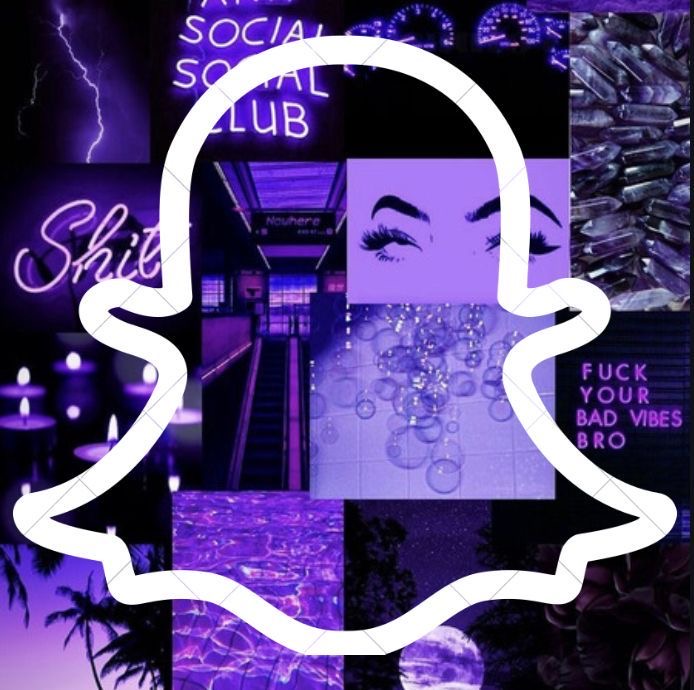 SOCIAL
SOCIAL
CLUB
Nowhere
Shit
FUCK
YOUR
BAD VIBES
BRO